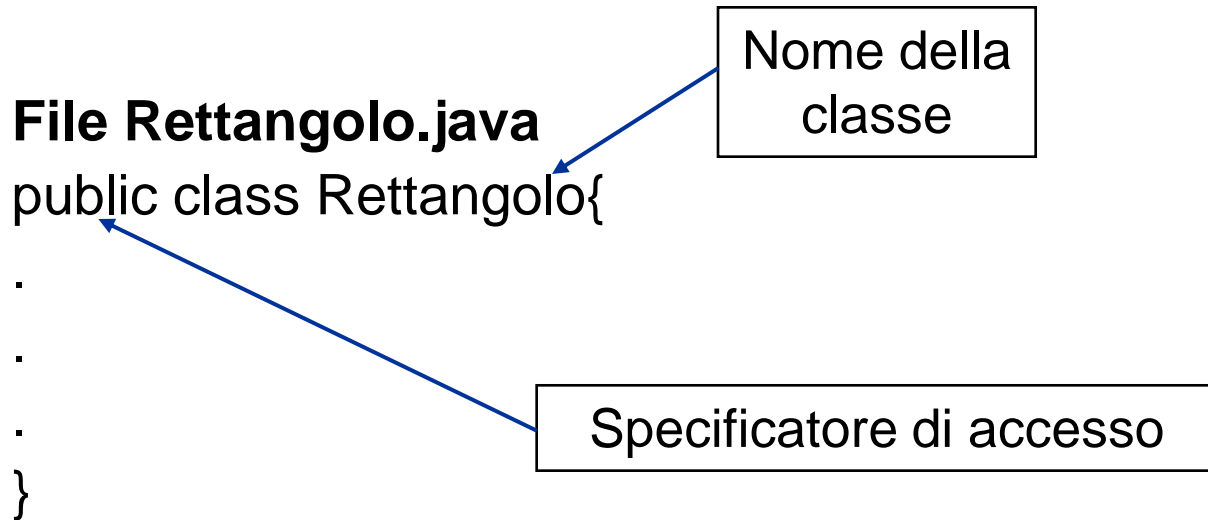 Nome della
classe
File Rettangolo.java
public class Rettangolo{
.
.
.
Specificatore di accesso
}